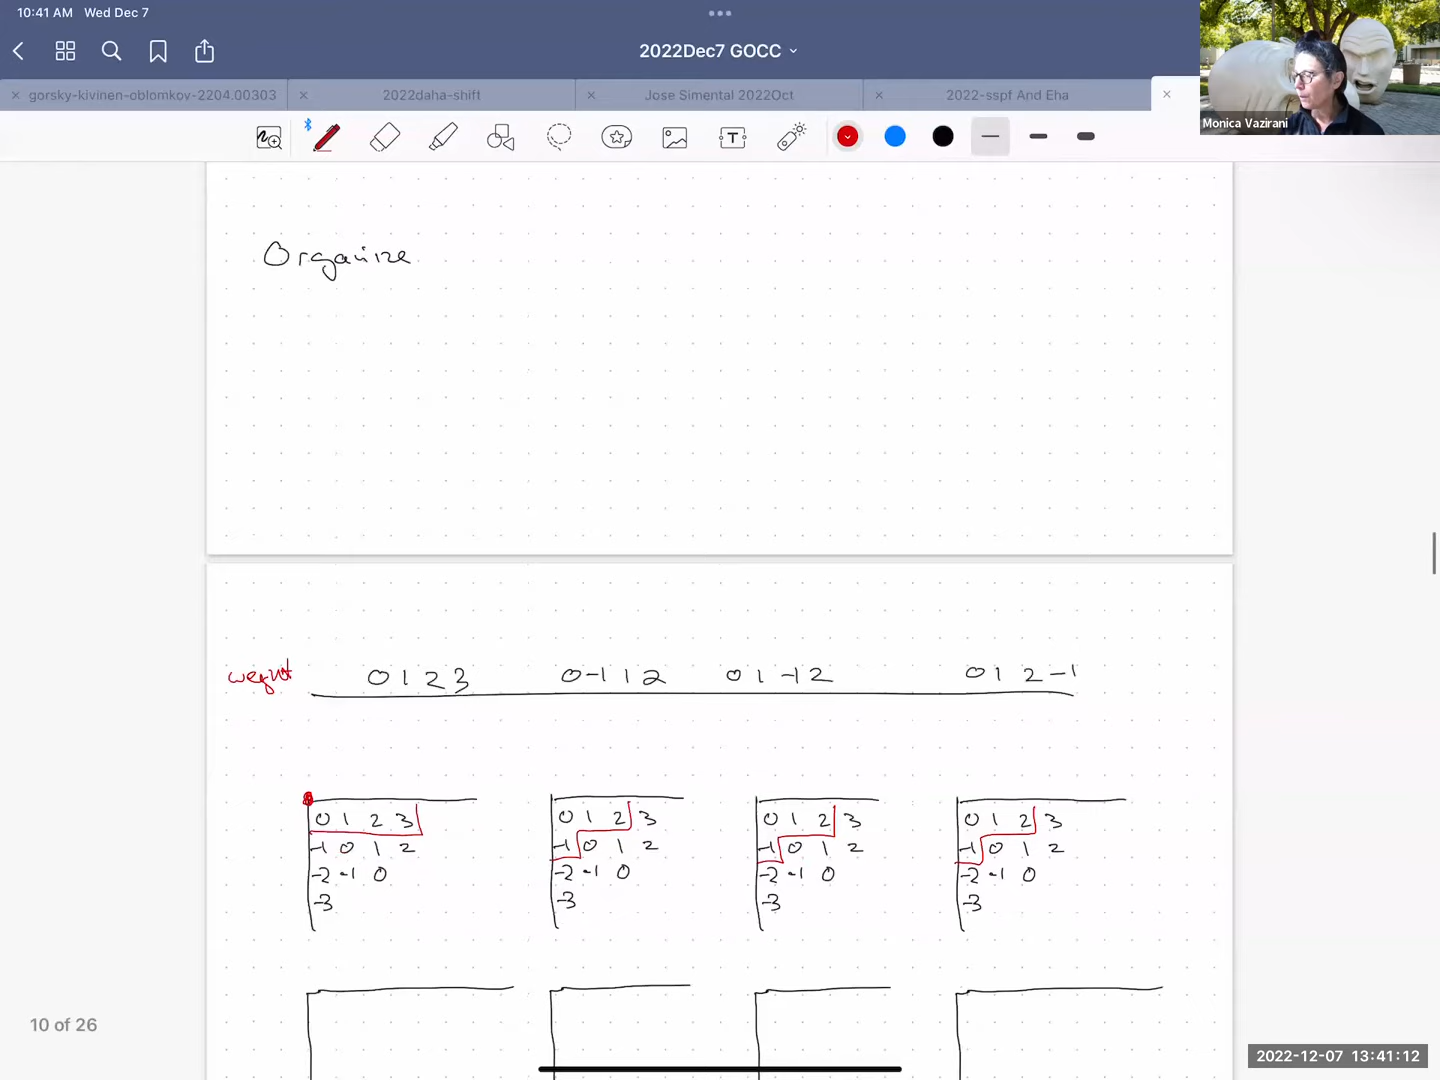 10:41 AM Wed Dec 7
2022Dec7 GOCC
gorsky-kivinen-oblomkov-2204.00303
2022daha-shift
Jose Simental 2022Oct
2022-sspf And Eha
Monica Vazirani
Organize
weight
0 1 2 3
0 -1 1 2
0 1 -1 2
0 1 2 -1
0 1 2 3
-1 0 1 2
-2 -1 0
-3
0 1 2 3
-1 0 1 2
-2 -1 0
-3
0 1 2 3
-1 0 1 2
-2 -1 0
-3
0 1 2 3
-1 0 1 2
-2 -1 0
-3
10 of 26
2022-12-07 13:41:12